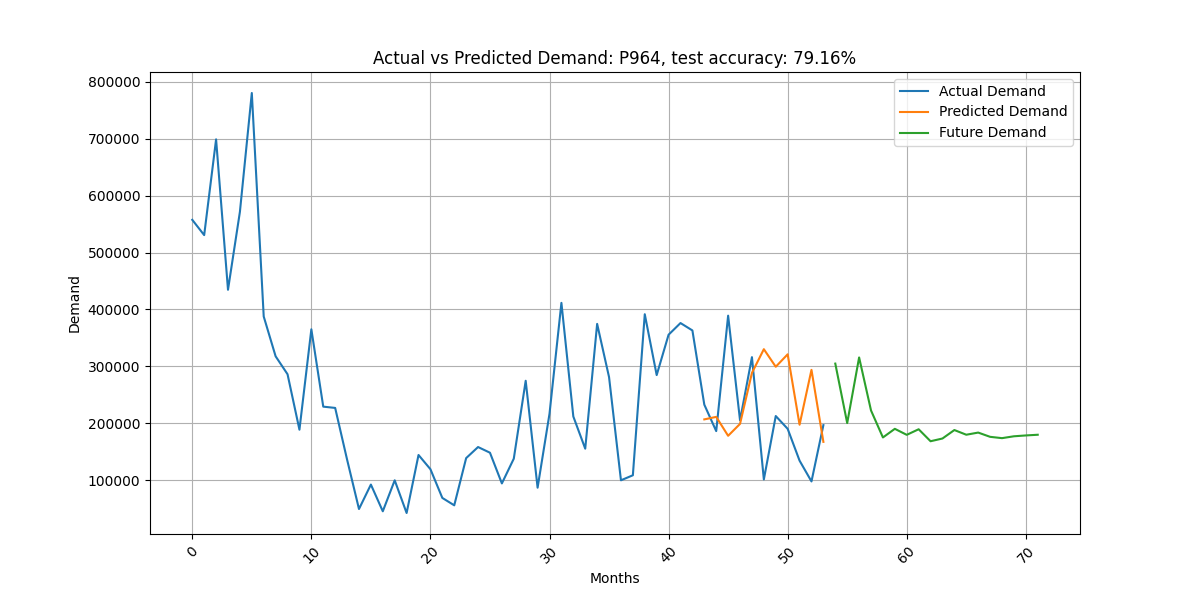 Actual vs Predicted Demand: P964, test accuracy: 79.16%
Actual Demand
Predicted Demand
Future Demand
Demand
800000
700000
600000
500000
400000
300000
200000
100000
0 10 20 30 40 50 60 70
Months